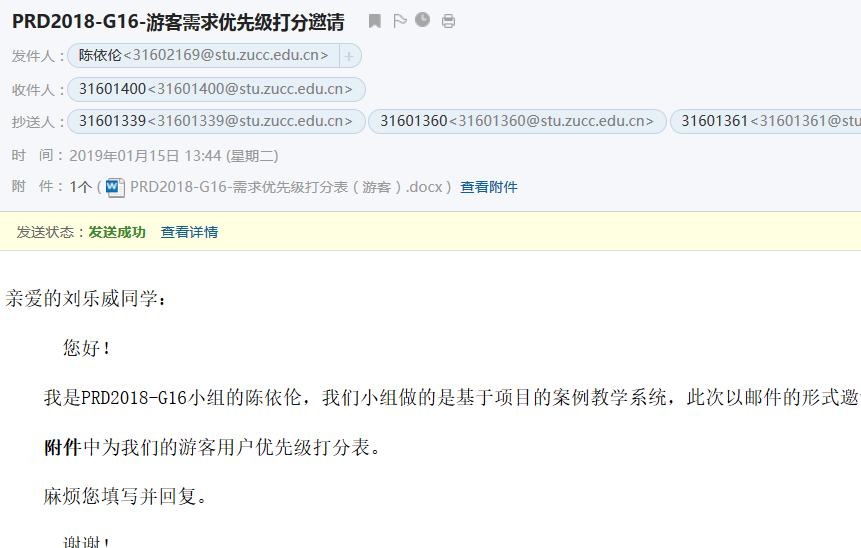 PRD2018-G16-游客需求优先级打分邀请
发件人：陈依伦<31602169@stu.zucc.edu.cn> +
收件人：31601400<31601400@stu.zucc.edu.cn>
抄送人：31601339<31601339@stu.zucc.edu.cn> 31601360<31601360@stu.zucc.edu.cn> 31601361<31601361@stu
时 间：2019年01月15日 13:44 (星期二)
附 件：1个 ( PRD2018-G16-需求优先级打分表（游客）.docx ) 查看附件
发送状态：发送成功 查看详情
亲爱的刘乐威同学：
您好！
我是PRD2018-G16小组的陈依伦，我们小组做的是基于项目的案例教学系统，此次以邮件的形式邀
附件中为我们的游客用户优先级打分表。
麻烦您填写并回复。
谢谢！